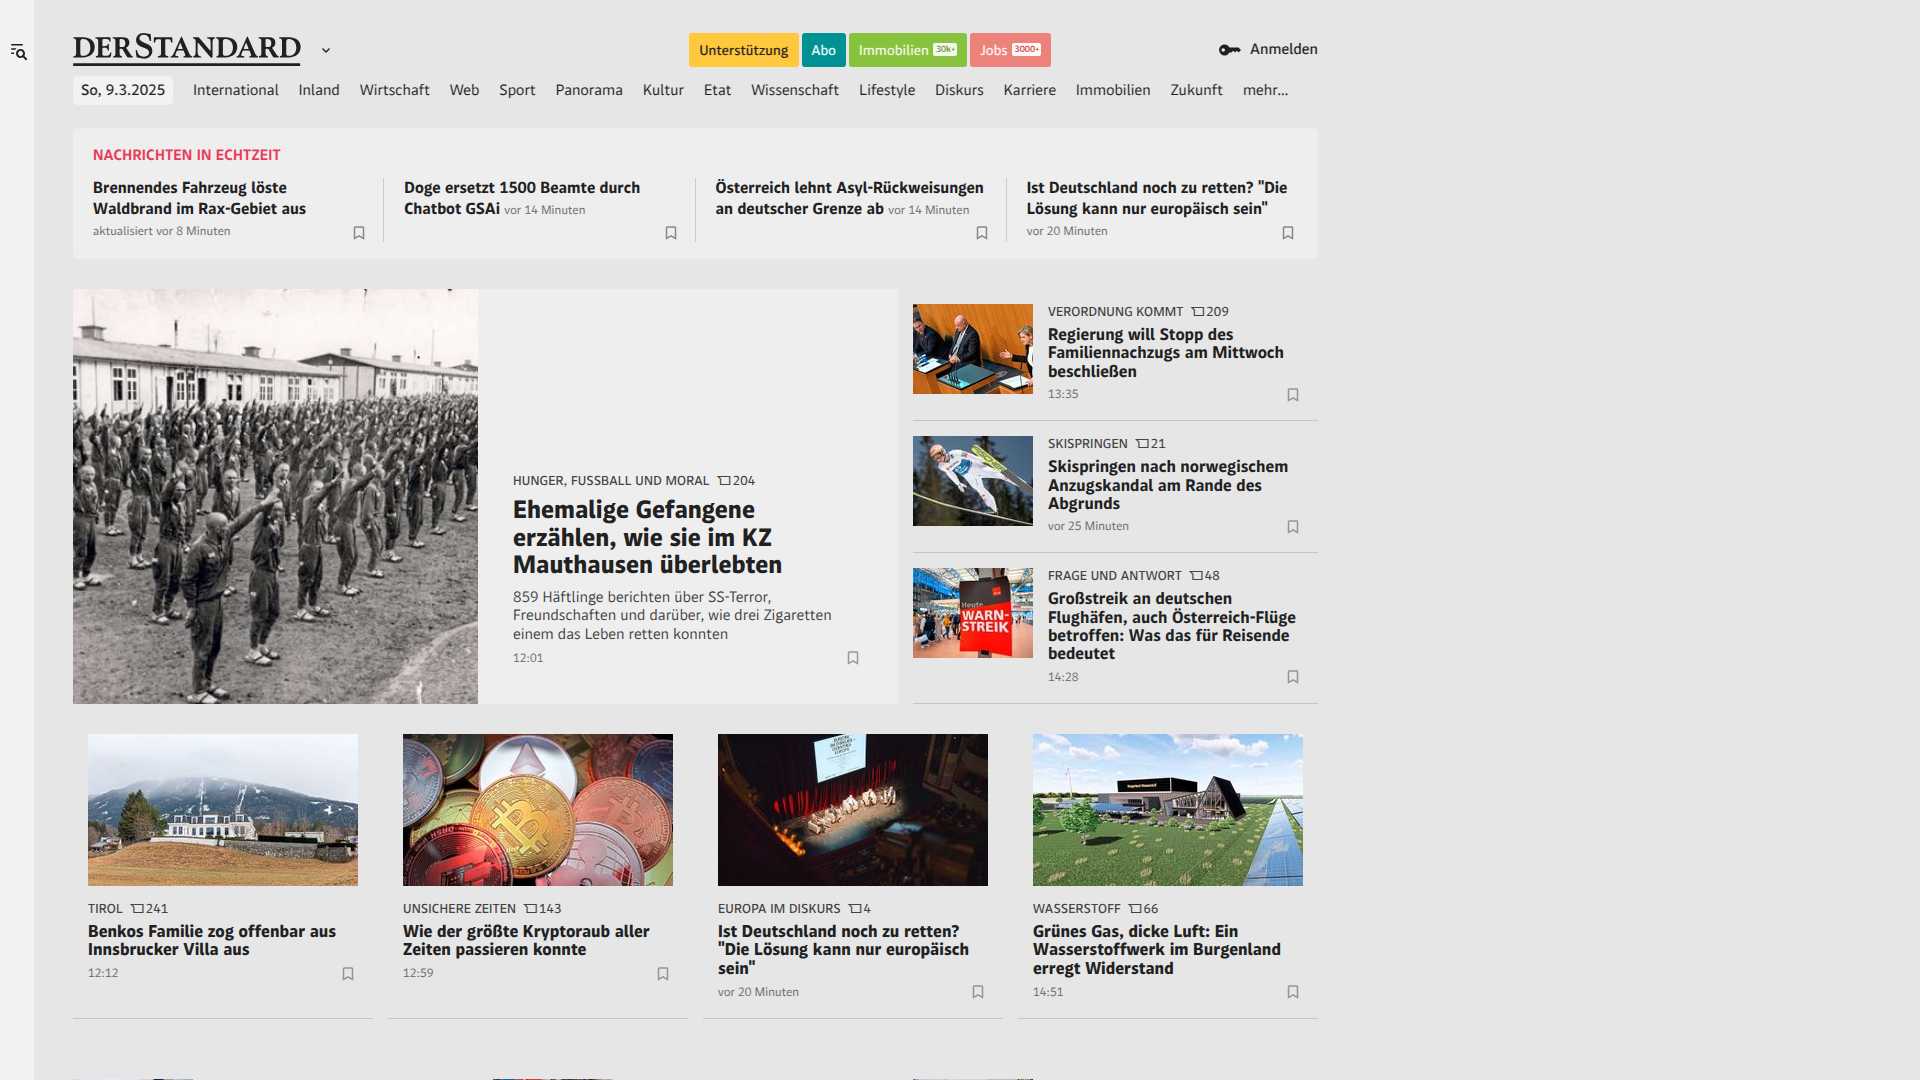 DERSTANDARD
Unterstützung
Abo
Immobilien 30k+
Jobs 3000+
Anmelden
So, 9.3.2025
International
Inland
Wirtschaft
Web
Sport
Panorama
Kultur
Etat
Wissenschaft
Lifestyle
Diskurs
Karriere
Immobilien
Zukunft
mehr...
NACHRICHTEN IN ECHTZEIT
Brennendes Fahrzeug löste
Waldbrand im Rax-Gebiet aus
aktualisiert vor 8 Minuten
Doge ersetzt 1500 Beamte durch
Chatbot GSAi vor 14 Minuten
Österreich lehnt Asyl-Rückweisungen
an deutscher Grenze ab vor 14 Minuten
Ist Deutschland noch zu retten? "Die
Lösung kann nur europäisch sein"
vor 20 Minuten
HUNGER, FUSSBALL UND MORAL 204
Ehemalige Gefangene
erzählen, wie sie im KZ
Mauthausen überlebten
859 Häftlinge berichten über SS-Terror,
Freundschaften und darüber, wie drei Zigaretten
einem das Leben retten konnten
12:01
VERORDNUNG KOMMT 209
Regierung will Stopp des
Familiennachzugs am Mittwoch
beschließen
13:35
SKISPRINGEN 21
Skispringen nach norwegischem
Anzugskandal am Rande des
Abgrunds
vor 25 Minuten
Heute
WARN-
STREIK
FRAGE UND ANTWORT 48
Großstreik an deutschen
Flughäfen, auch Österreich-Flüge
betroffen: Was das für Reisende
bedeutet
14:28
TIROL 241
Benkos Familie zog offenbar aus
Innsbrucker Villa aus
12:12
UNSICHERE ZEITEN 143
Wie der größte Kryptoraub aller
Zeiten passieren konnte
12:59
EUROPA IM DISKURS 4
Ist Deutschland noch zu retten?
"Die Lösung kann nur europäisch
sein"
vor 20 Minuten
WASSERSTOFF 66
Grünes Gas, dicke Luft: Ein
Wasserstoffwerk im Burgenland
erregt Widerstand
14:51